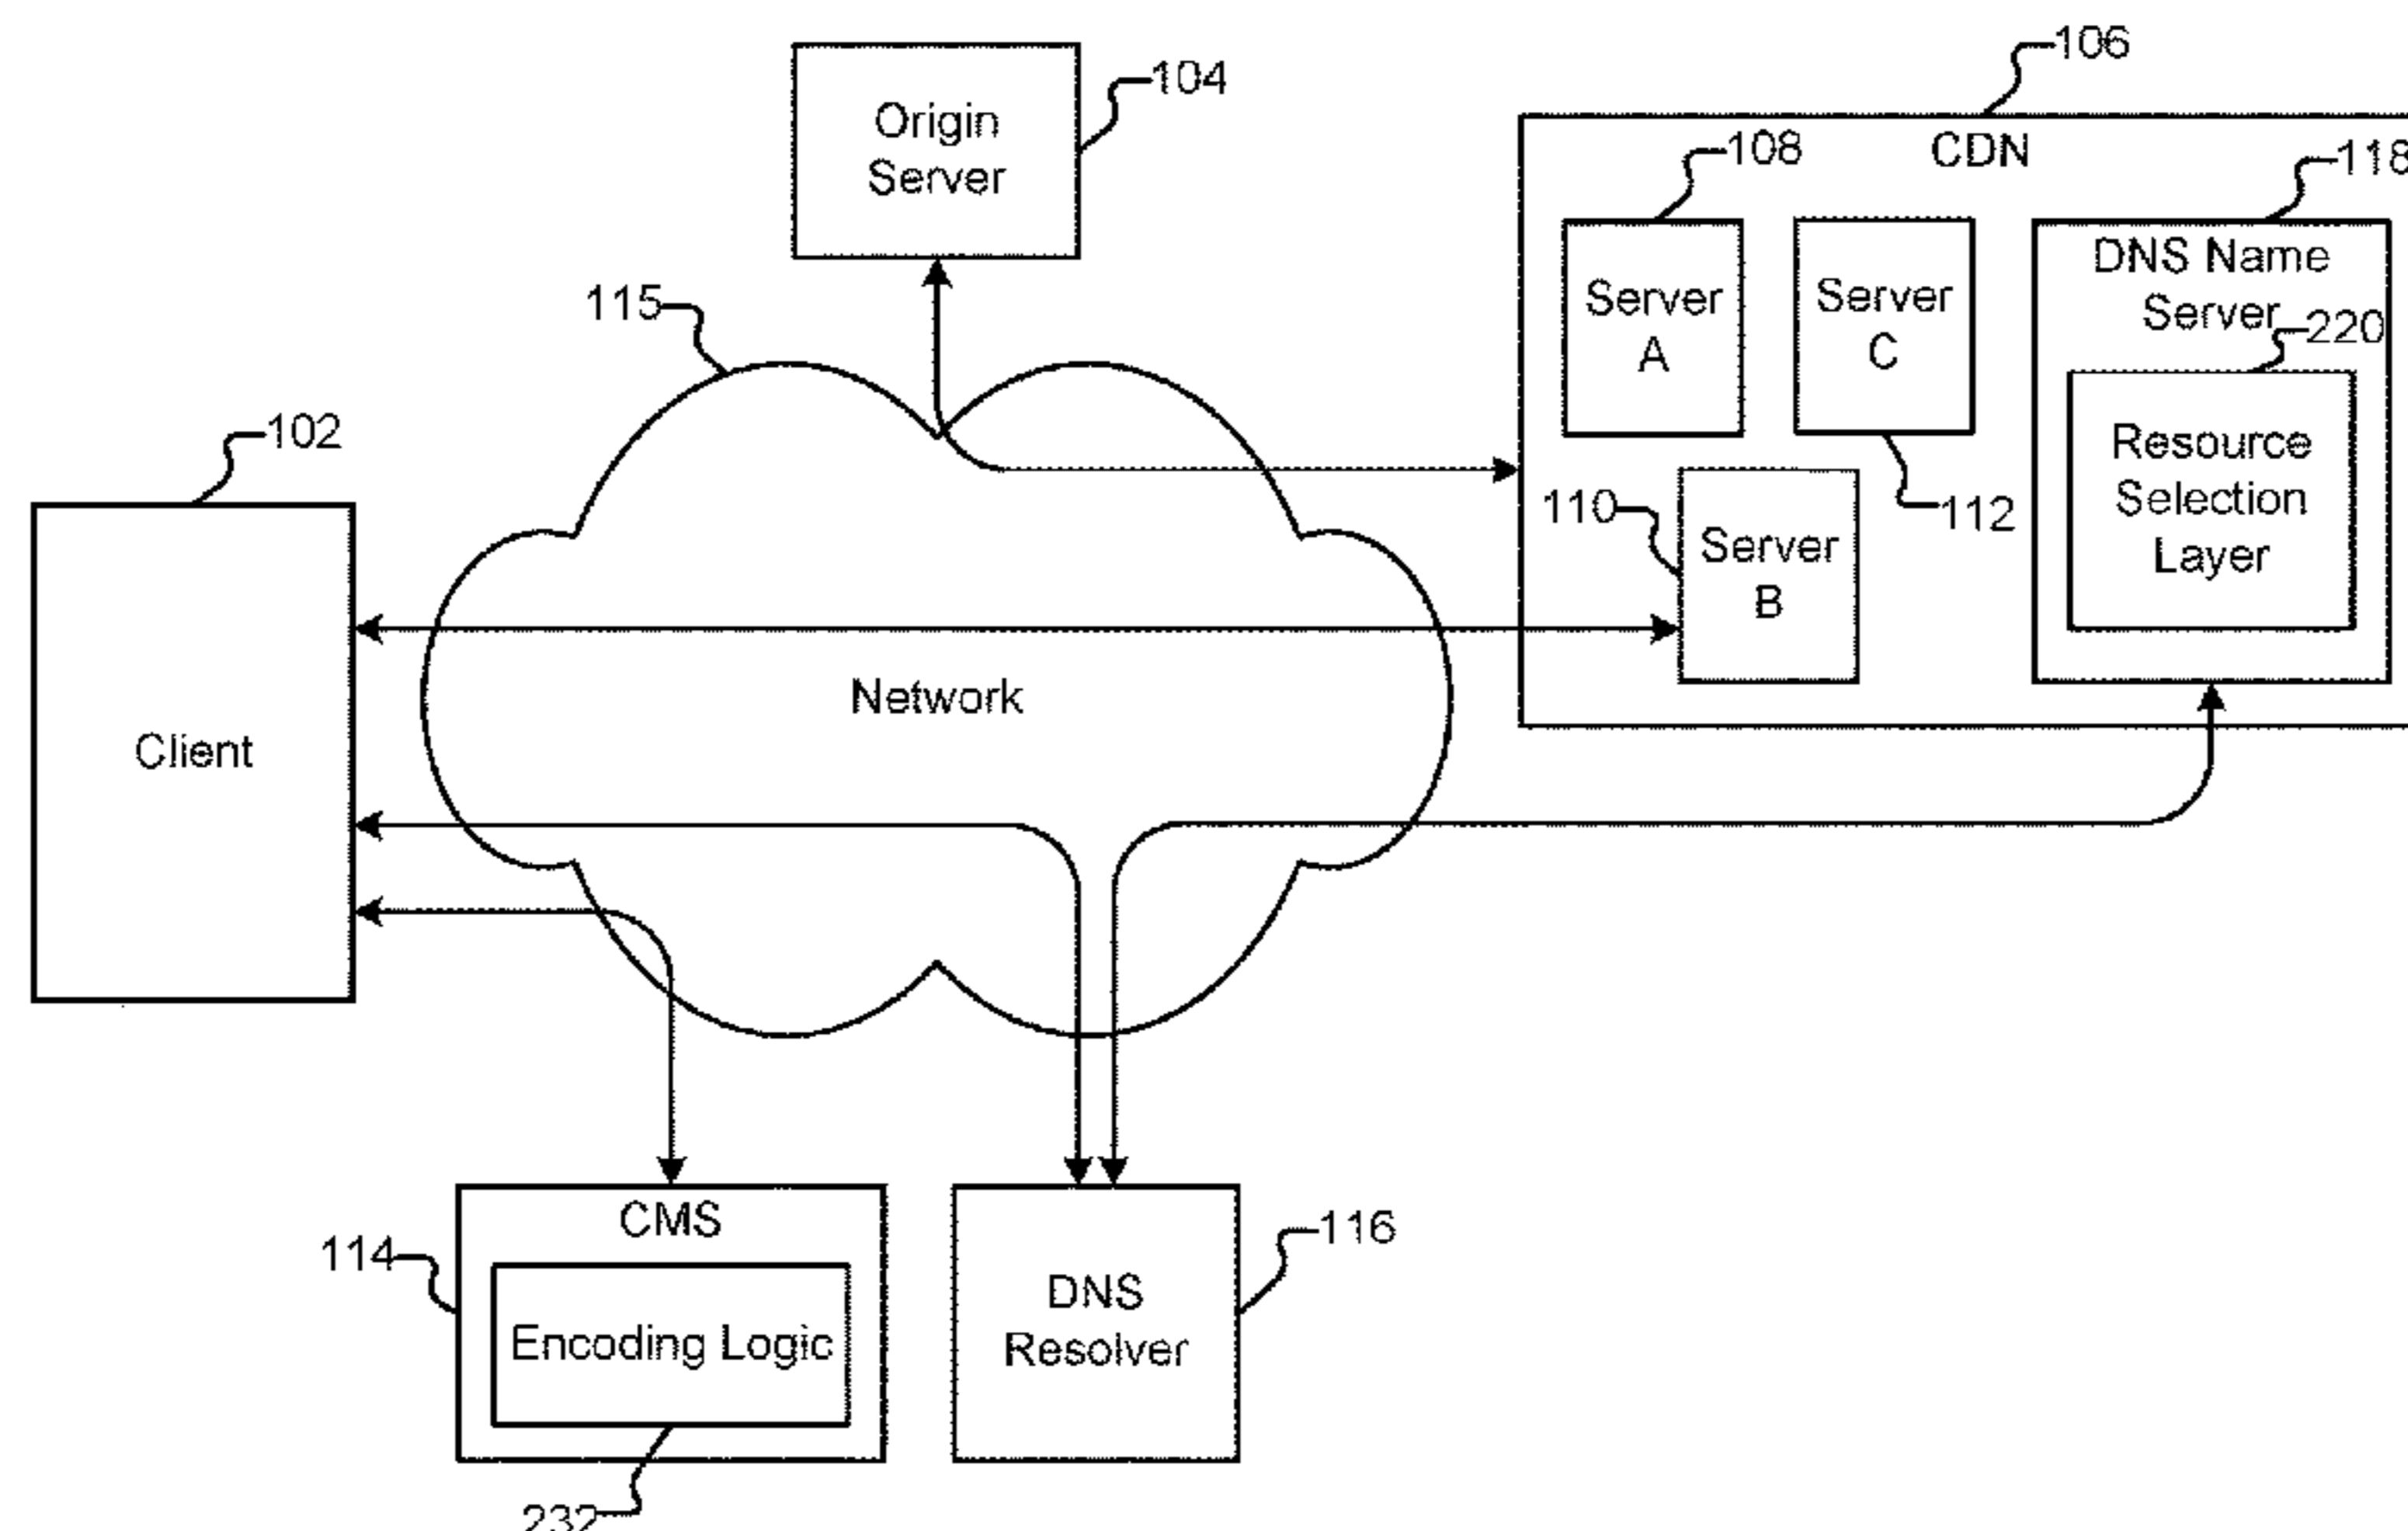 106
104
Origin
Server
CDN
108
118
DNS Name
Server
Server
A
Server
C
220
115
Resource
Selection
Layer
102
110
112
Server
B
Network
Client
CMS
114
116
DNS
Resolver
Encoding Logic
232